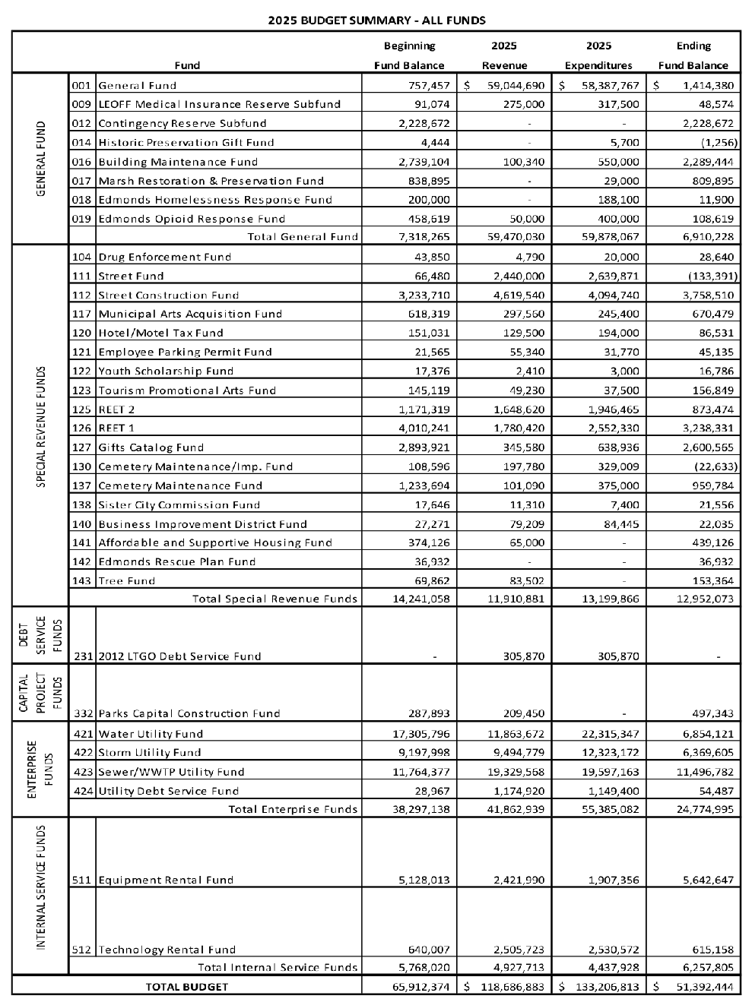 2025 BUDGET SUMMARY - ALL FUNDS
Beginning 2025 2025 Ending
Fund Fund Balance Revenue Expenditures Fund Balance
GENERAL FUND
001 General Fund 757,457 $ 59,044,690 $ 58,387,767 $ 1,414,380
009 LEOFF Medical Insurance Reserve Subfund 91,074 275,000 317,500 48,574
012 Contingency Reserve Subfund 2,228,672 - - 2,228,672
014 Historic Preservation Gift Fund 4,444 - 5,700 (1,256)
016 Building Maintenance Fund 2,739,104 100,340 550,000 2,289,444
017 Marsh Restoration & Preservation Fund 838,895 - 29,000 809,895
018 Edmonds Homelessness Response Fund 200,000 - 188,100 11,900
019 Edmonds Opioid Response Fund 458,619 50,000 400,000 108,619
Total General Fund 7,318,265 59,470,030 59,878,067 6,910,228
SPECIAL REVENUE FUNDS
104 Drug Enforcement Fund 43,850 4,790 20,000 28,640
111 Street Fund 66,480 2,440,000 2,639,871 (133,391)
112 Street Construction Fund 3,233,710 4,619,540 4,094,740 3,758,510
117 Municipal Arts Acquisition Fund 618,319 297,560 245,400 670,479
120 Hotel/Motel Tax Fund 151,031 129,500 194,000 86,531
121 Employee Parking Permit Fund 21,565 55,340 31,770 45,135
122 Youth Scholarship Fund 17,376 2,410 3,000 16,786
123 Tourism Promotional Arts Fund 145,119 49,230 37,500 156,849
125 REET 2 1,171,319 1,648,620 1,946,465 873,474
126 REET 1 4,010,241 1,780,420 2,552,330 3,238,331
127 Gifts Catalog Fund 2,893,921 345,580 638,936 2,600,565
130 Cemetery Maintenance/Imp. Fund 108,596 197,780 329,009 (22,633)
137 Cemetery Maintenance Fund 1,233,694 101,090 375,000 959,784
138 Sister City Commission Fund 17,646 11,310 7,400 21,556
140 Business Improvement District Fund 27,271 79,209 84,445 22,035
141 Affordable and Supportive Housing Fund 374,126 65,000 - 439,126
142 Edmonds Rescue Plan Fund 36,932 - - 36,932
143 Tree Fund 69,862 83,502 - 153,364
Total Special Revenue Funds 14,241,058 11,910,881 13,199,866 12,952,073
DEBT
SERVICE
FUNDS
231 2012 LTGO Debt Service Fund - 305,870 305,870 -
CAPITAL
PROJECT
FUNDS
332 Parks Capital Construction Fund 287,893 209,450 - 497,343
ENTERPRISE
FUNDS
421 Water Utility Fund 17,305,796 11,863,672 22,315,347 6,854,121
422 Storm Utility Fund 9,197,998 9,494,779 12,323,172 6,369,605
423 Sewer/WWTP Utility Fund 11,764,377 19,329,568 19,597,163 11,496,782
424 Utility Debt Service Fund 28,967 1,174,920 1,149,400 54,487
Total Enterprise Funds 38,297,138 41,862,939 55,385,082 24,774,995
INTERNAL SERVICE FUNDS
511 Equipment Rental Fund 5,128,013 2,421,990 1,907,356 5,642,647
512 Technology Rental Fund 640,007 2,505,723 2,530,572 615,158
Total Internal Service Funds 5,768,020 4,927,713 4,437,928 6,257,805
TOTAL BUDGET 65,912,374 $ 118,686,883 $ 133,206,813 $ 51,392,444